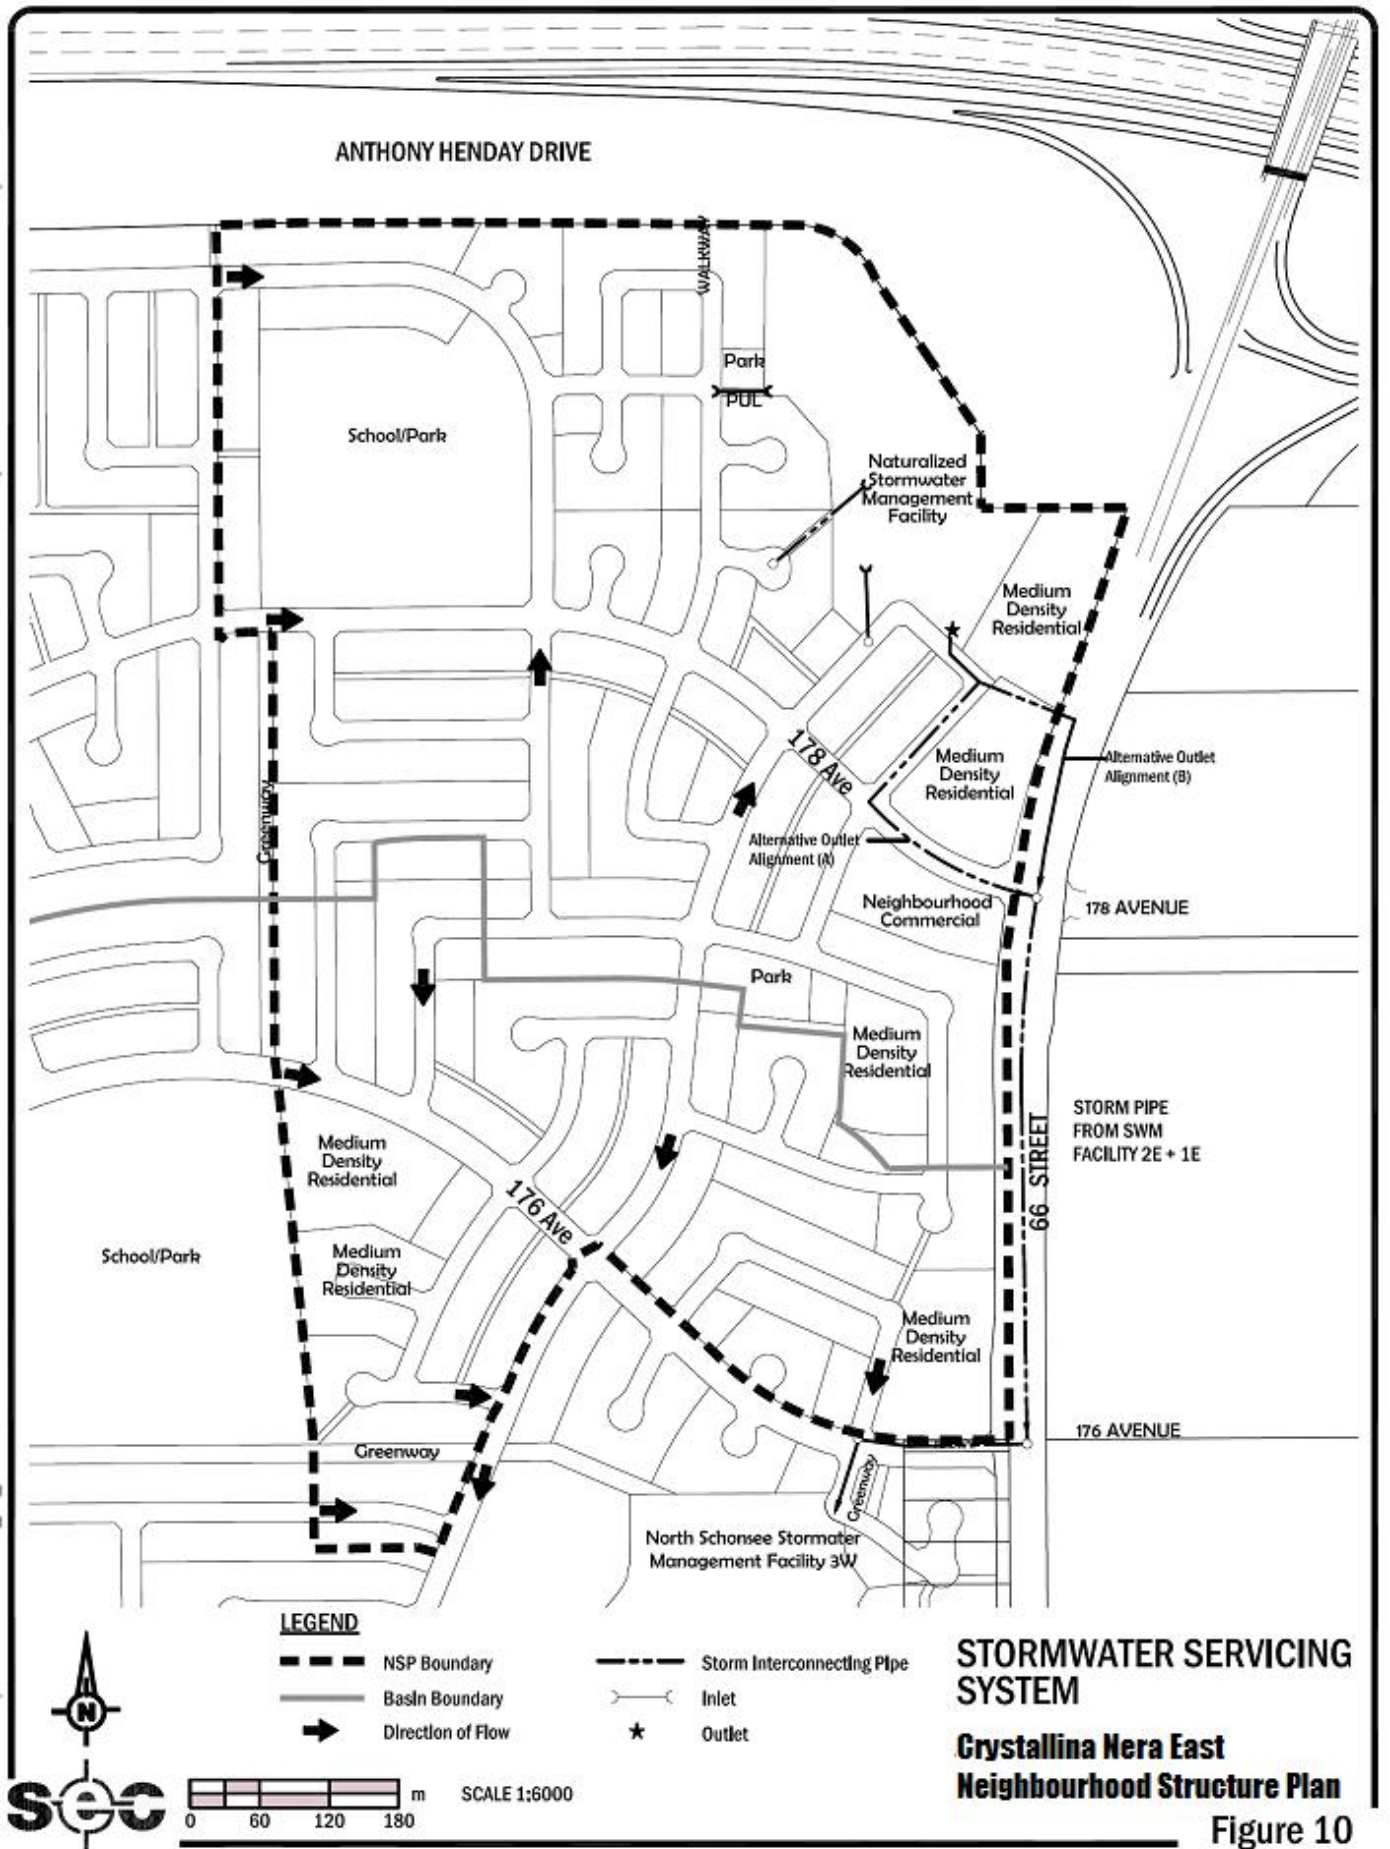 ANTHONY HENDAY DRIVE
WALKWAY
Park
PUL
School/Park
Naturalized
Stormwater
Management
Facility
Medium
Density
Residential
178 Ave
Medium
Density
Residential
Alternative Outlet
Alignment (B)
Greenway
Alternative Outlet
Alignment (A)
Neighbourhood
Commercial
178 AVENUE
Park
Medium
Density
Residential
STORM PIPE
FROM SWM
FACILITY 2E + 1E
66 STREET
Medium
Density
Residential
176 Ave
School/Park
Medium
Density
Residential
Medium
Density
Residential
176 AVENUE
Greenway
Greenway
North Schonsee Stormater
Management Facility 3W
LEGEND
NSP Boundary
Basin Boundary
Direction of Flow
Storm Interconnecting Pipe
Inlet
Outlet
STORMWATER SERVICING
SYSTEM
Crystallina Nera East
Neighbourhood Structure Plan
Figure 10
N
sec
0 60 120 180
m
SCALE 1:6000